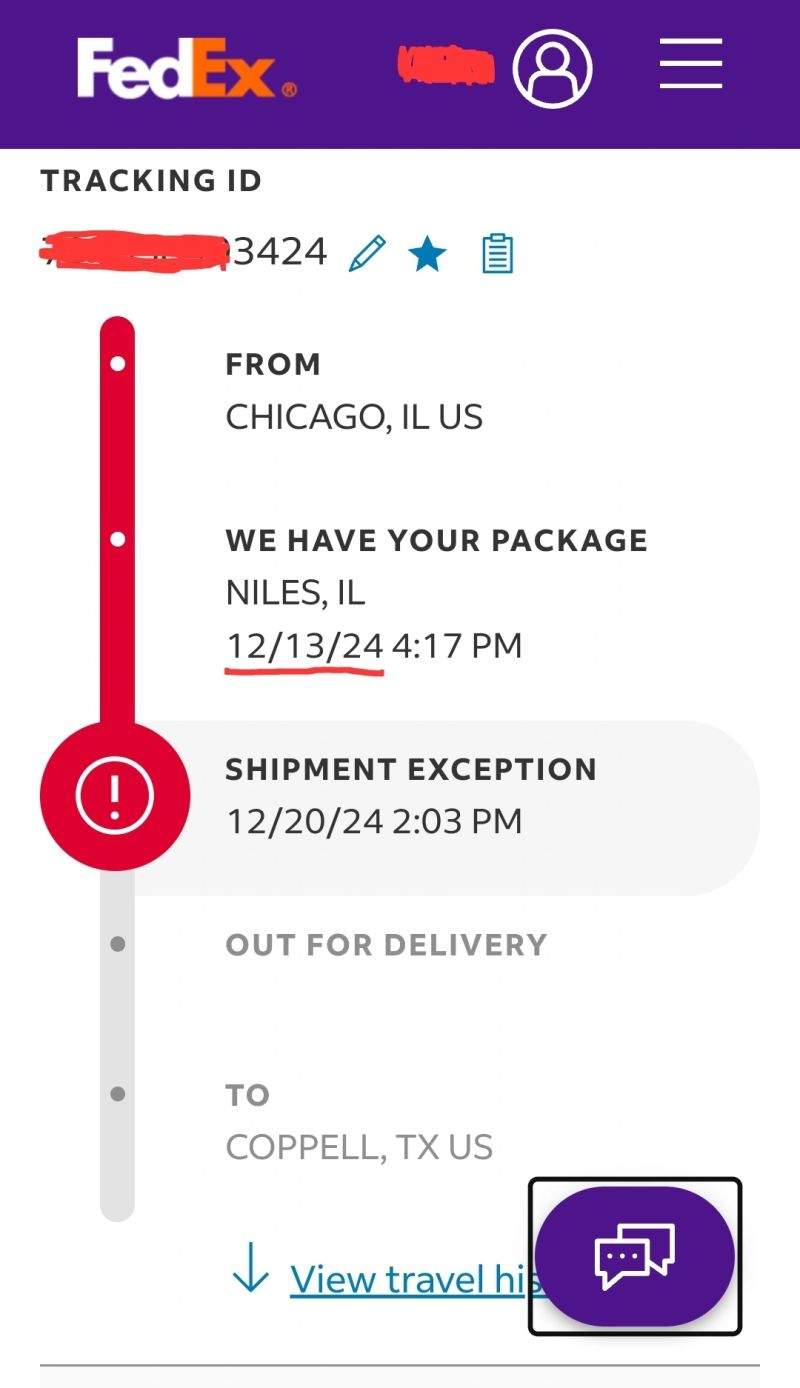 FedEx®
TRACKING ID
3424
FROM
CHICAGO, IL US
WE HAVE YOUR PACKAGE
NILES, IL
12/13/24 4:17 PM
SHIPMENT EXCEPTION
12/20/24 2:03 PM
OUT FOR DELIVERY
TO
COPPELL, TX US
View travel his